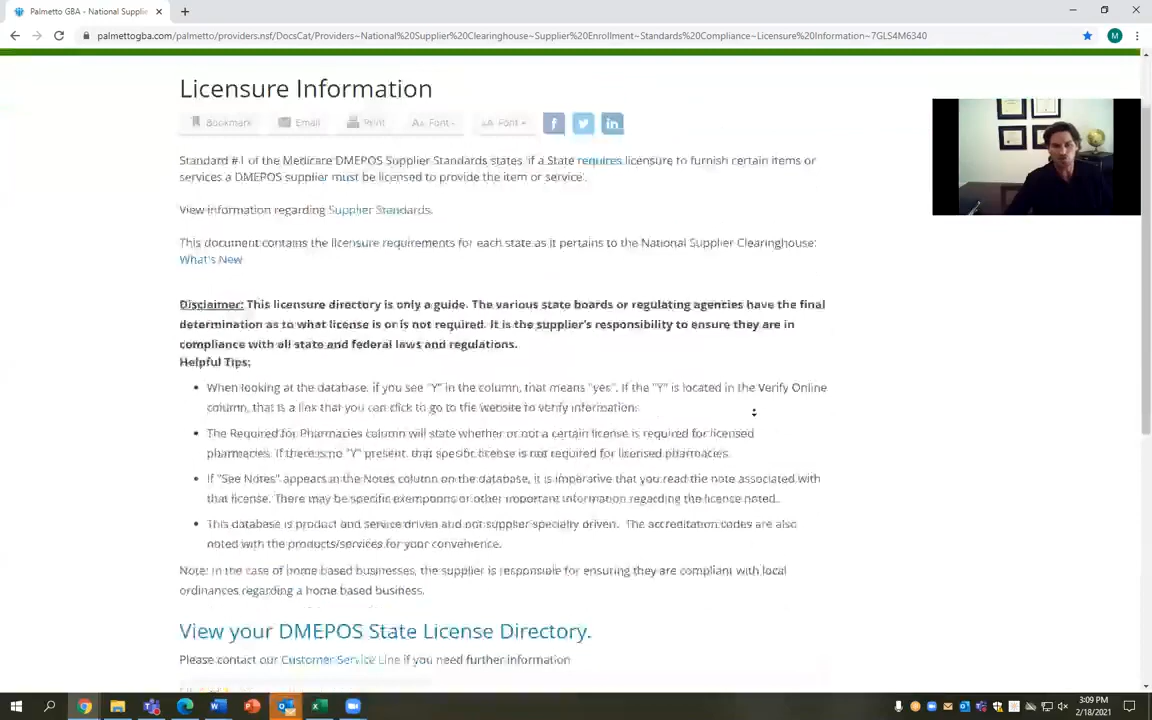 Palmetto GBA - National Supplie
palmettogba.com/palmetto/providers.nsf/DocsCat/Providers~National%20Supplier%20Clearinghouse~Supplier%20Enrollment~Standards%20Compliance~Licensure%20Information~7GLS4M6340
M
Licensure Information
Bookmark Email Print Font Font
Standard #1 of the Medicare DMEPOS Supplier Standards states 'if a State requires licensure to furnish certain items or
services a DMEPOS supplier must be licensed to provide the item or service'.
View information regarding Supplier Standards.
This document contains the licensure requirements for each state as it pertains to the National Supplier Clearinghouse:
What's New
Disclaimer: This licensure directory is only a guide. The various state boards or regulating agencies have the final
determination as to what license is or is not required. It is the supplier's responsibility to ensure they are in
compliance with all state and federal laws and regulations.
Helpful Tips:
• When looking at the database, if you see "Y" in the column, that means "yes". If the "Y" is located in the Verify Online
column, that is a link that you can click to go to the website to verify information.
• The Required for Pharmacies column will state whether or not a certain license is required for licensed
pharmacies. If there is no "Y" present, that specific license is not required for licensed pharmacies.
• If "See Notes" appears in the Notes column on the database, it is imperative that you read the note associated with
that license. There may be specific exemptions or other important information regarding the license noted.
• This database is product and service driven and not supplier specialty driven. The accreditation codes are also
noted with the products/services for your convenience.
Note: In the case of home based businesses, the supplier is responsible for ensuring they are compliant with local
ordinances regarding a home based business.
View your DMEPOS State License Directory.
Please contact our Customer Service Line if you need further information
3:09 PM
2/18/2021